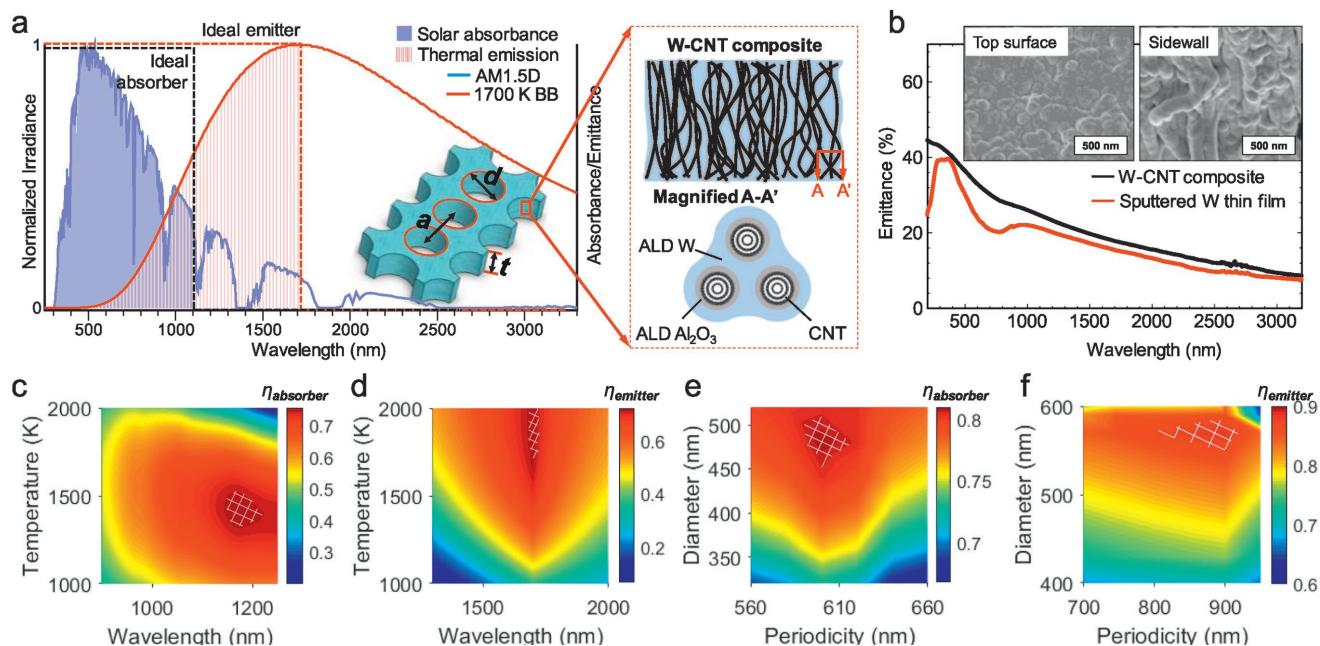 a
Ideal emitter
Solar absorbance
Thermal emission
AM1.5D
1700 K BB
Ideal
absorber
1
0
Normalized Irradiance
d
a
t
500
1000
1500
2000
2500
3000
Wavelength (nm)
Absorbance/Emittance
W-CNT composite
A
A'
Magnified A-A'
ALD W
ALD Al₂O₃
CNT
b
Top surface
Sidewall
500 nm
500 nm
W-CNT composite
Sputtered W thin film
Emittance (%)
60
40
20
0
500
1000
1500
2000
2500
3000
Wavelength (nm)
c
ηabsorber
Temperature (K)
2000
1500
1000
1000
1200
Wavelength (nm)
0.7
0.6
0.5
0.4
0.3
d
ηemitter
Temperature (K)
2000
1500
1000
1500
2000
Wavelength (nm)
0.6
0.4
0.2
e
ηabsorber
Diameter (nm)
500
450
400
350
560
610
660
Periodicity (nm)
0.8
0.75
0.7
f
ηemitter
Diameter (nm)
600
500
400
700
800
900
Periodicity (nm)
0.9
0.8
0.7
0.6